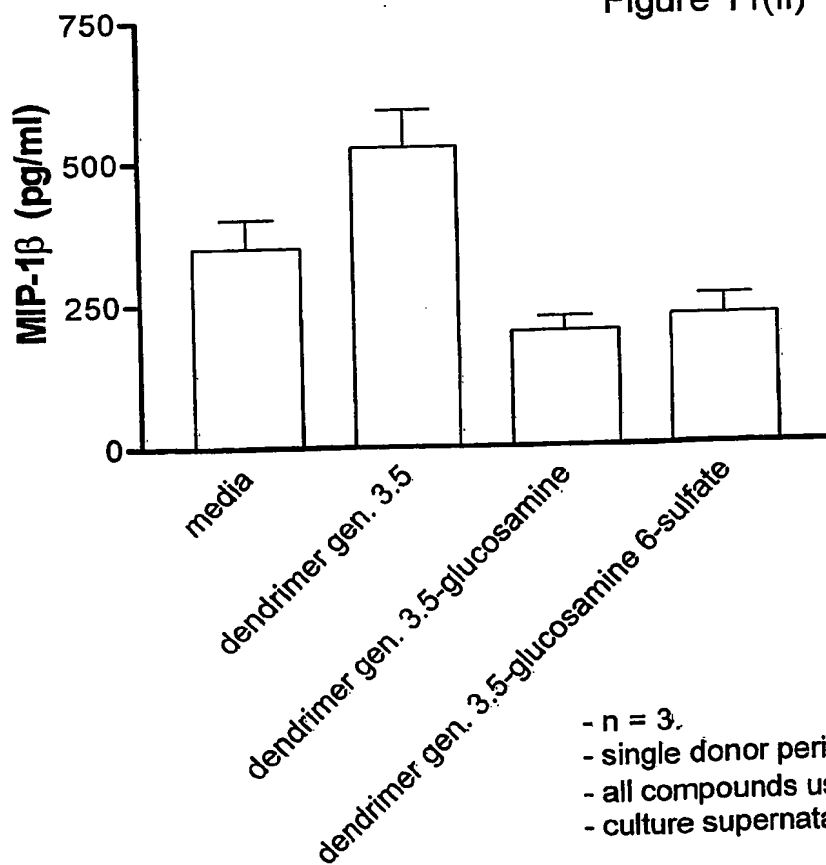 Figure 11(ii)
750
500
250
0
MIP-1β (pg/ml)
media
dendrimer gen. 3.5
dendrimer gen. 3.5-glucosamine
dendrimer gen. 3.5-glucosamine 6-sulfate
- n = 3.
- single donor peri
- all compounds us
- culture supernata